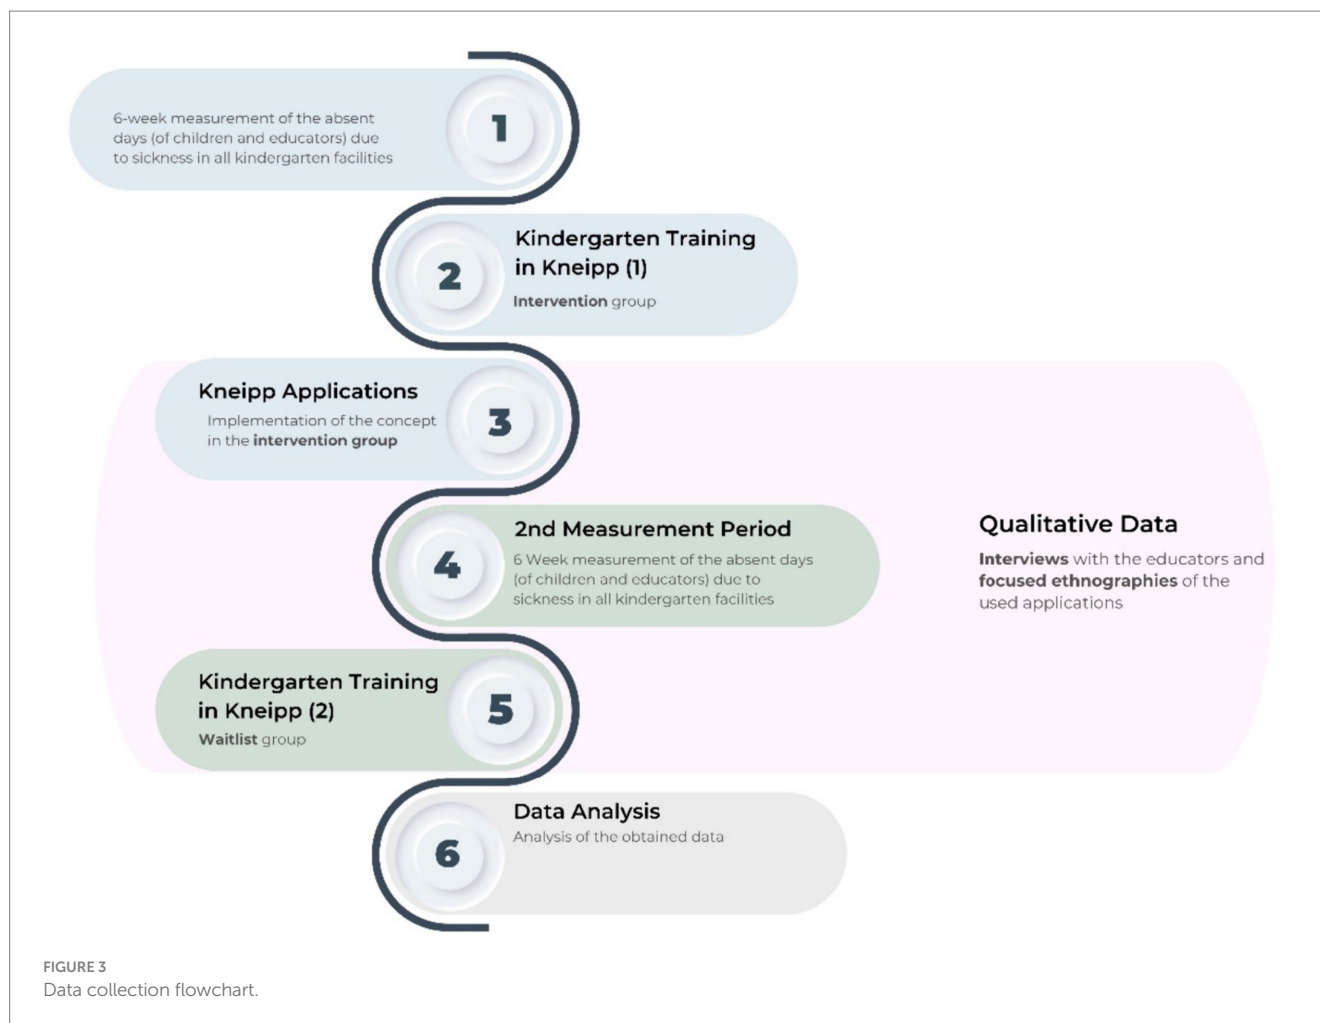 1
6-week measurement of the absent
days (of children and educators) due
to sickness in all kindergarten facilities
2
Kindergarten Training
in Kneipp (1)
Intervention group
Kneipp Applications
Implementation of the concept
in the intervention group
3
4
2nd Measurement Period
6 Week measurement of the absent days
(of children and educators) due to
sickness in all kindergarten facilities
Qualitative Data
Interviews with the educators and
focused ethnographies of the
used applications
Kindergarten Training
in Kneipp (2)
Waitlist group
5
6
Data Analysis
Analysis of the obtained data
FIGURE 3
Data collection flowchart.